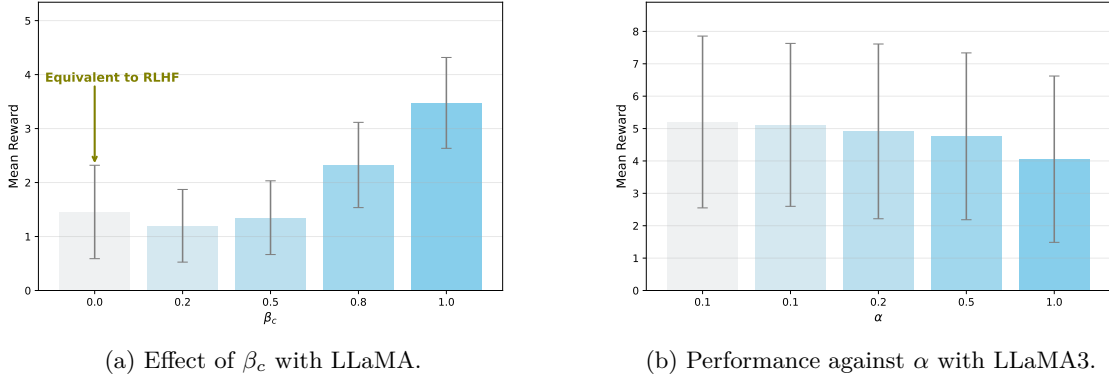 5
4
3
2
1
0
Mean Reward
Equivalent to RLHF
0.0 0.2 0.5 0.8 1.0
β_c
(a) Effect of β_c with LLaMA.
8
7
6
5
4
3
2
1
0
Mean Reward
0.1 0.1 0.2 0.5 1.0
α
(b) Performance against α with LLaMA3.